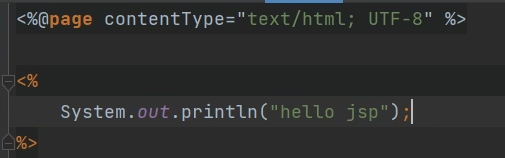 <%@page contentType="text/html; UTF-8" %>
<%
System.out.println("hello jsp");
%>